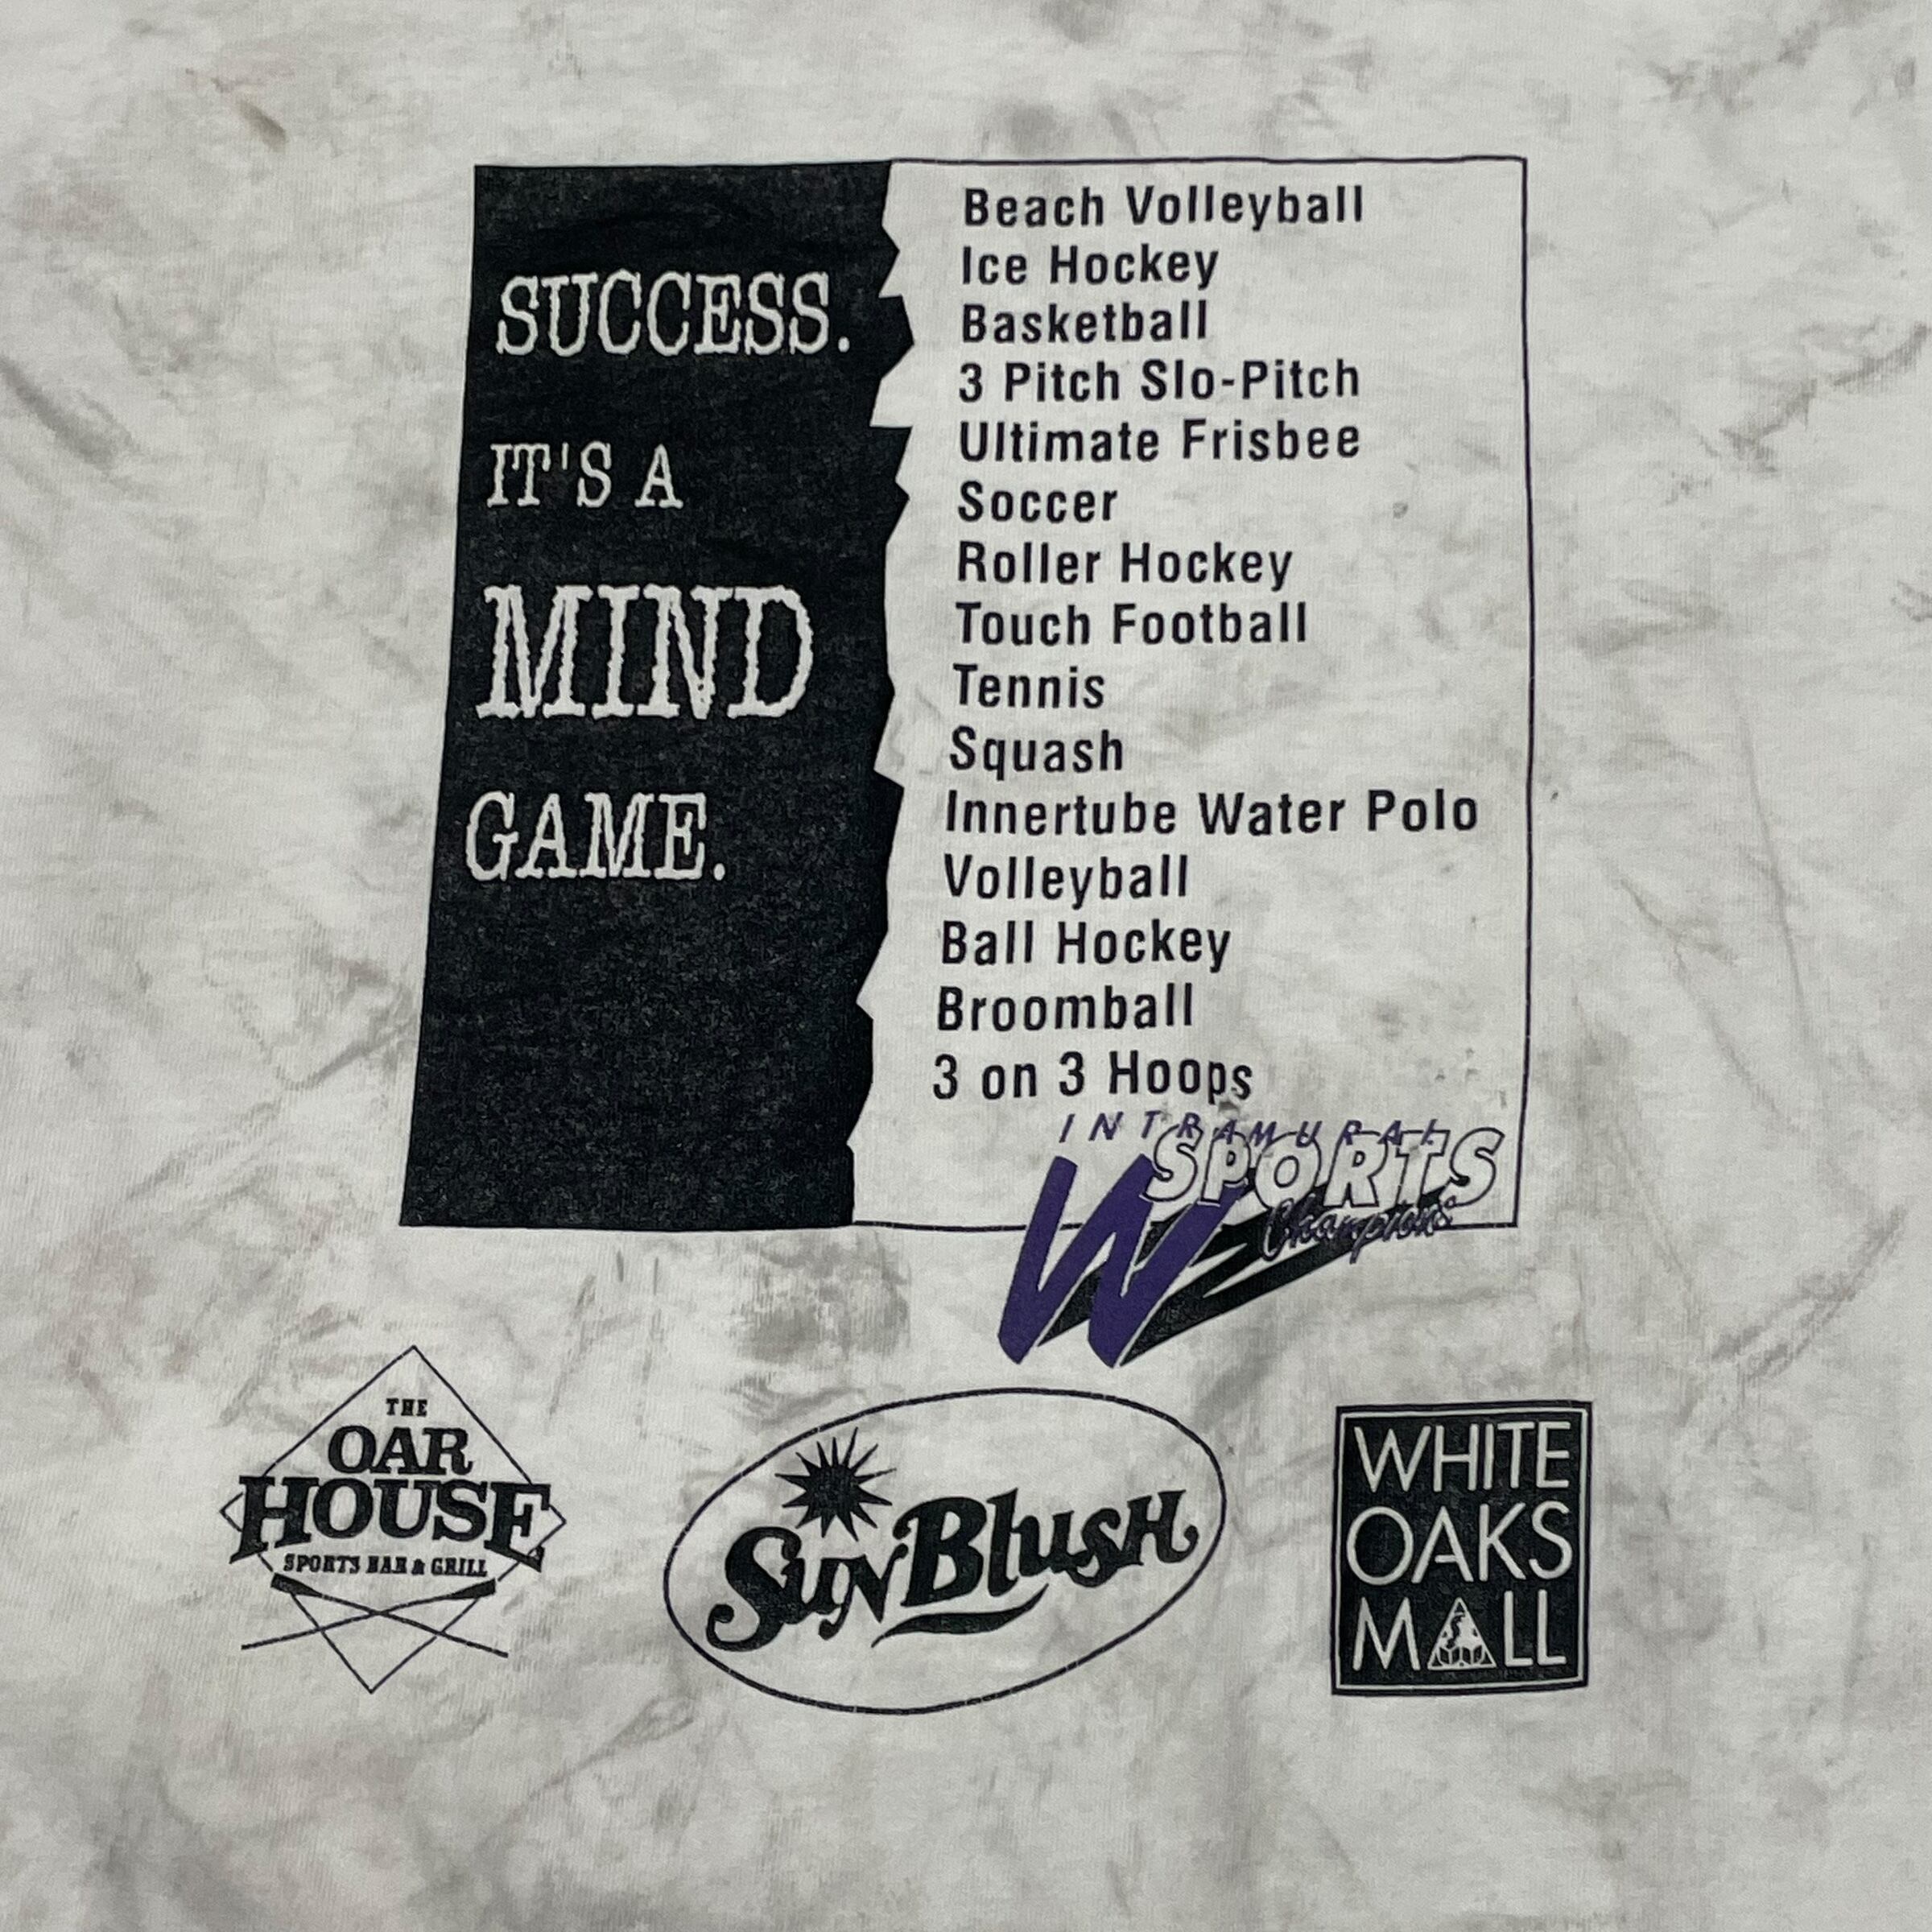 SUCCESS.
IT'S A
MIND
GAME.
Beach Volleyball
Ice Hockey
Basketball
3 Pitch Slo-Pitch
Ultimate Frisbee
Soccer
Roller Hockey
Touch Football
Tennis
Squash
Innertube Water Polo
Volleyball
Ball Hockey
Broomball
3 on 3 Hoops
INTRAMURAL
SPORTS
W
Champions
THE
OAR
HOUSE
SPORTS BAR & GRILL
SunBlusH
WHITE
OAKS
MALL